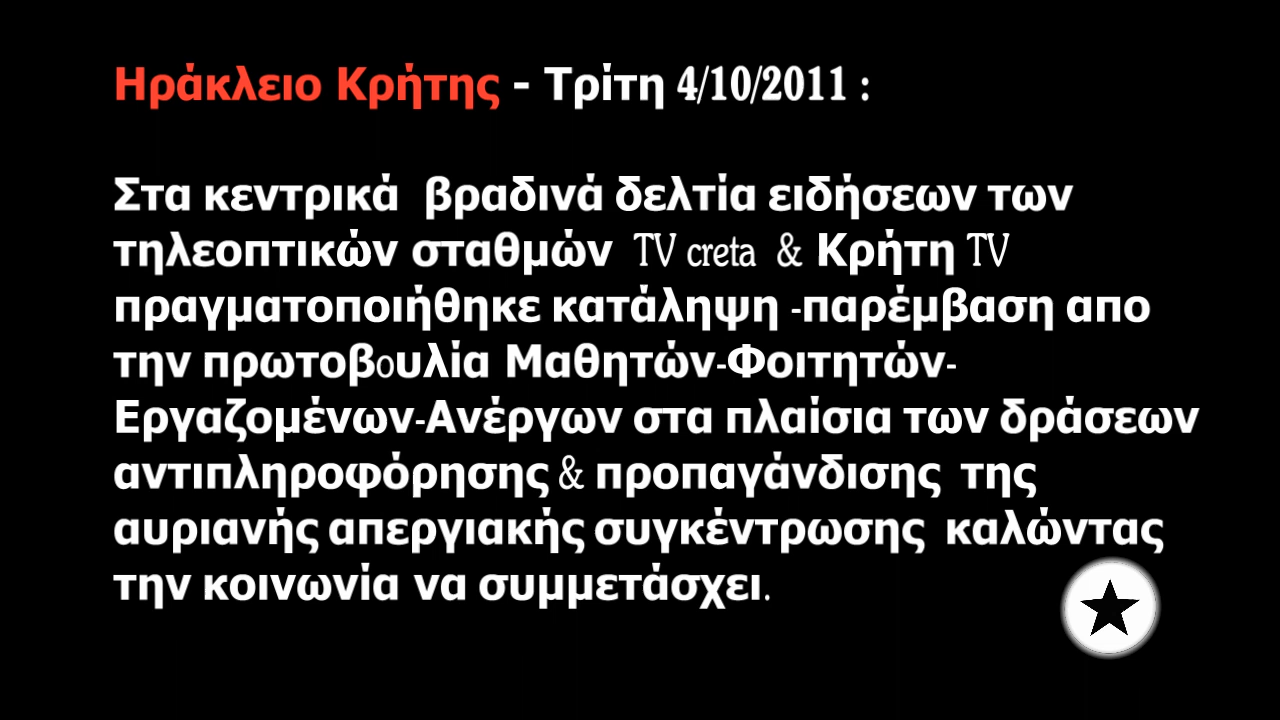 Ηράκλειο Κρήτης - Τρίτη 4/10/2011 :
Στα κεντρικά βραδινά δελτία ειδήσεων των
τηλεοπτικών σταθμών TV creta & Κρήτη TV
πραγματοποιήθηκε κατάληψη -παρέμβαση απο
την πρωτοβουλία Μαθητών-Φοιτητών-
Εργαζομένων-Ανέργων στα πλαίσια των δράσεων
αντιπληροφόρησης & προπαγάνδισης της
αυριανής απεργιακής συγκέντρωσης καλώντας
την κοινωνία να συμμετάσχει.